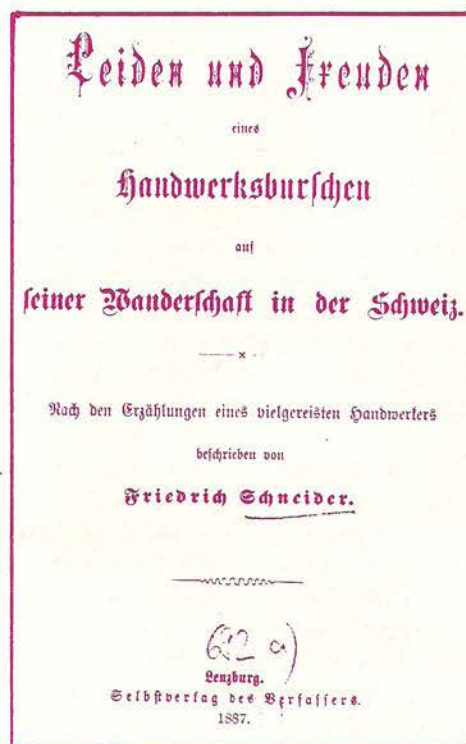 Leiden und Freuden
eines
Handwerksburſchen
auf
ſeiner Wanderſchaft in der Schweiz.
Nach den Erzählungen eines vielgereiſten Handwerkers
beſchrieben von
Friedrich Schneider.
Lenzburg.
Selbſtverlag des Verfaſſers.
1887.